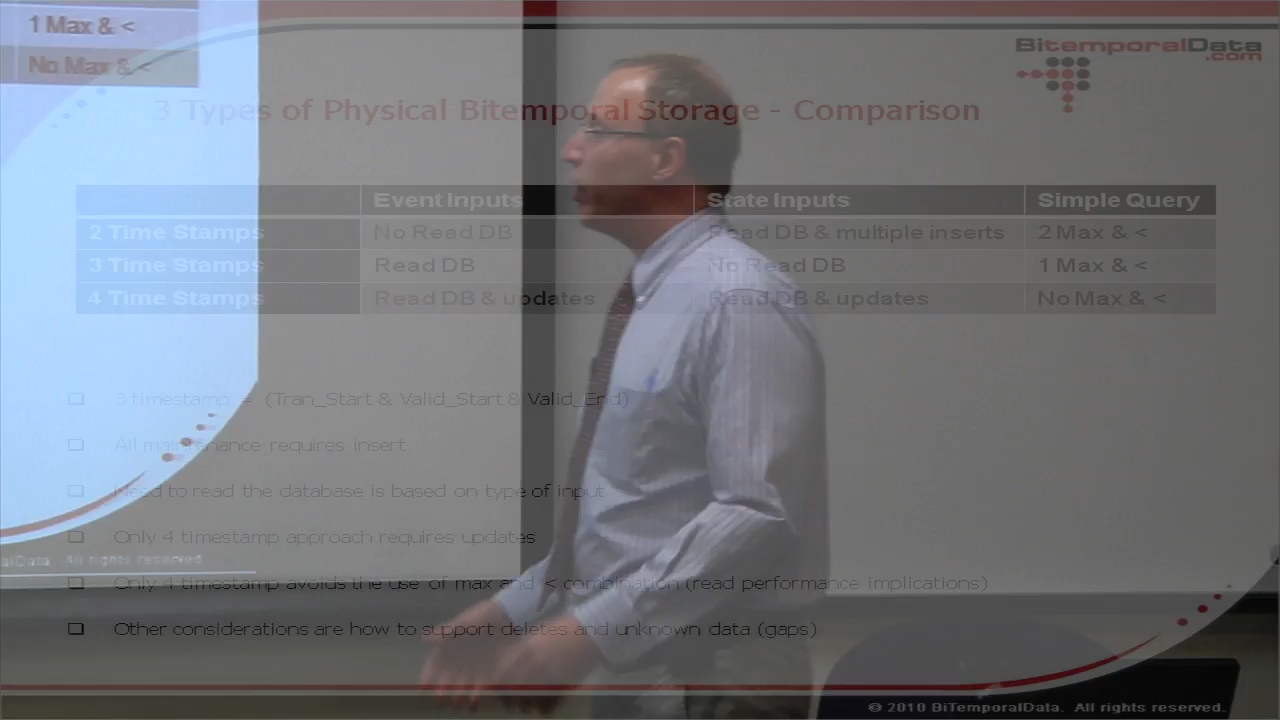 1 Max & <
No Max & <
BitemporalData
.com
3 Types of Physical Bitemporal Storage - Comparison
Event Inputs State Inputs Simple Query
2 Time Stamps No Read DB Read DB & multiple inserts 2 Max & <
3 Time Stamps Read DB No Read DB 1 Max & <
4 Time Stamps Read DB & updates Read DB & updates No Max & <
3 timestamp = (Tran_Start & Valid_Start & Valid_End)
All maintenance requires insert
Need to read the database is based on type of input
Only 4 timestamp approach requires updates
alData All rights reserved
Only 4 timestamp avoids the use of max and < combination (read performance implications)
Other considerations are how to support deletes and unknown data (gaps)
© 2010 BiTemporalData. All rights reserved.